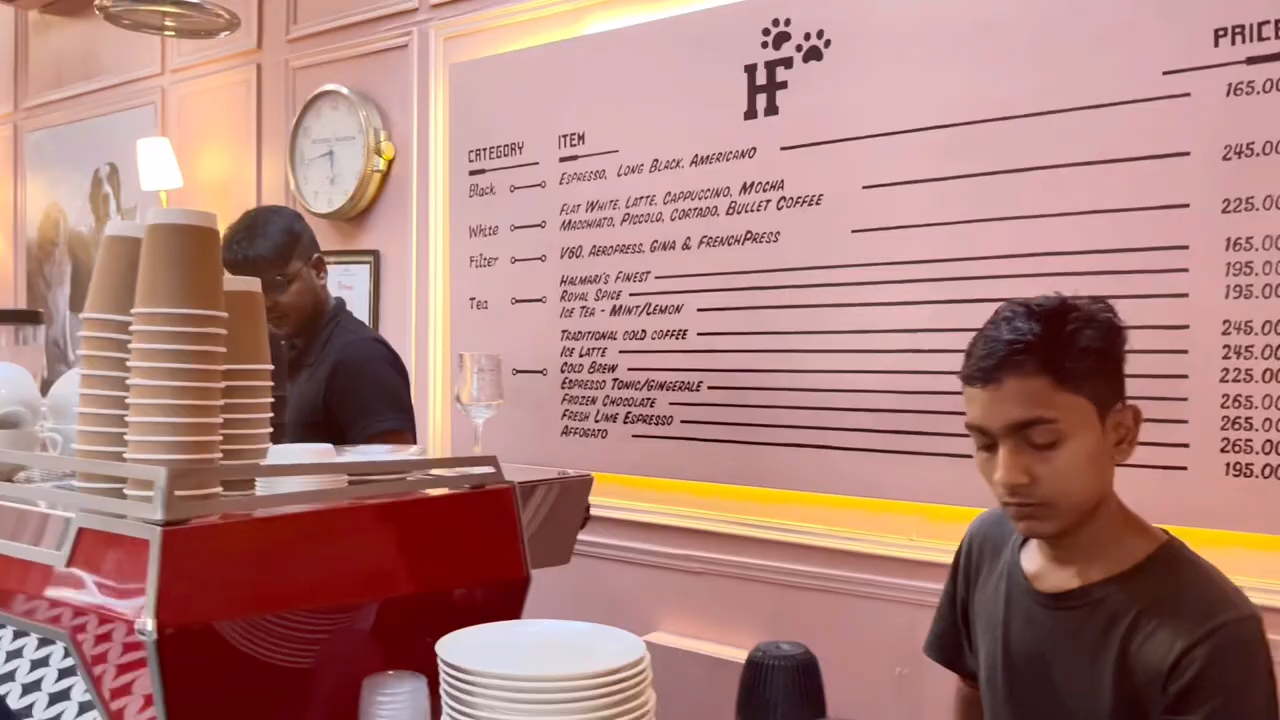 HF
CATEGORY ITEM PRICE
Black ESPRESSO, LONG BLACK, AMERICANO 165.00
White FLAT WHITE, LATTE, CAPPUCCINO, MOCHA 245.00
MACCHIATO, PICCOLO, CORTADO, BULLET COFFEE
Filter V60, AEROPRESS, GINA & FRENCHPRESS 225.00
HALMARI'S FINEST 165.00
Tea ROYAL SPICE 195.00
ICE TEA - MINT/LEMON 195.00
TRADITIONAL COLD COFFEE 245.00
ICE LATTE 245.00
COLD BREW 225.00
ESPRESSO TONIC/GINGERALE 265.00
FROZEN CHOCOLATE 265.00
FRESH LIME ESPRESSO 265.00
AFFOGATO 195.00